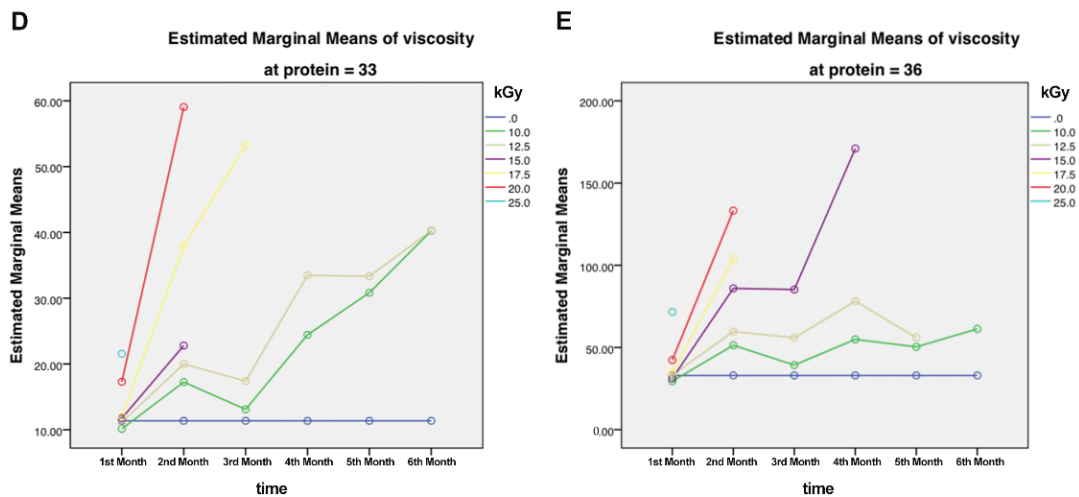 D
Estimated Marginal Means of viscosity
at protein = 33
kGy
.0
10.0
12.5
15.0
17.5
20.0
25.0
Estimated Marginal Means
60.00
50.00
40.00
30.00
20.00
10.00
1st Month 2nd Month 3rd Month 4th Month 5th Month 6th Month
time
E
Estimated Marginal Means of viscosity
at protein = 36
kGy
.0
10.0
12.5
15.0
17.5
20.0
25.0
Estimated Marginal Means
200.00
150.00
100.00
50.00
0.00
1st Month 2nd Month 3rd Month 4th Month 5th Month 6th Month
time